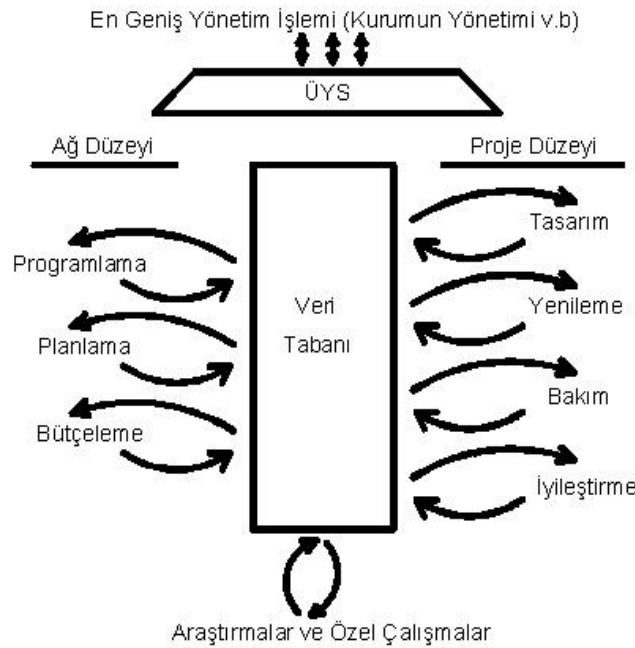 En Geniş Yönetim İşlemi (Kurumun Yönetimi v.b)
ÜYS
Ağ Düzeyi
Proje Düzeyi
Programlama
Planlama
Bütçeleme
Veri
Tabanı
Tasarım
Yenileme
Bakım
İyileştirme
Araştırmalar ve Özel Çalışmalar